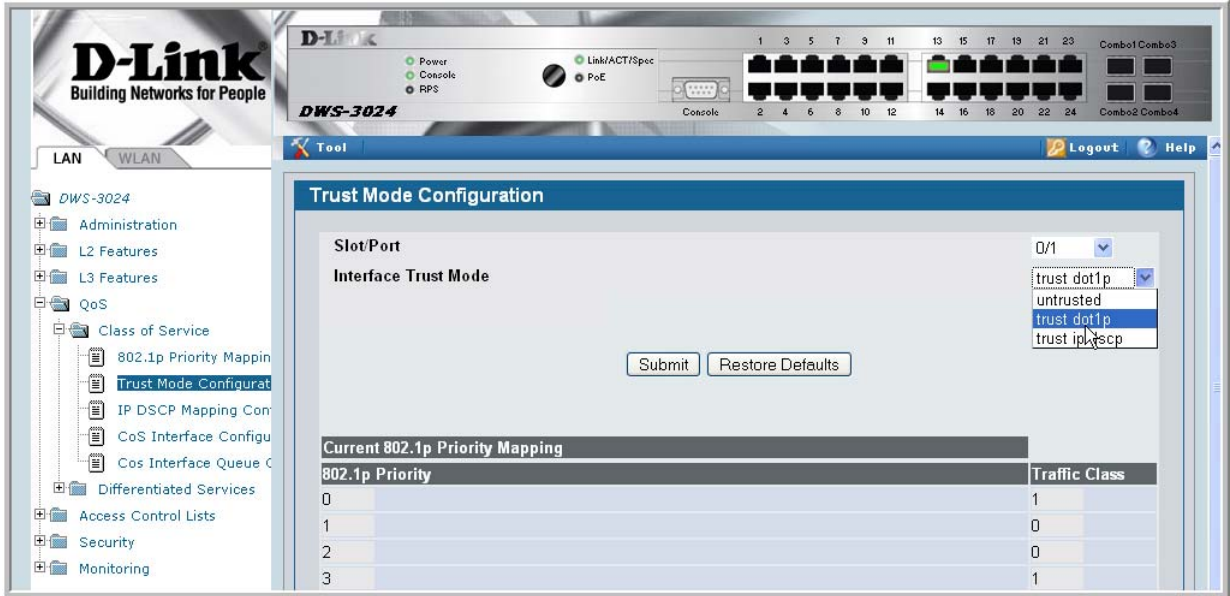 D-Link
Building Networks for People
D-Link
Power
Console
RPS
Link/ACT/Spec
PoE
DWS-3024
Console
1 3 5 7 9 11 13 15 17 19 21 23
Combo1 Combo3
2 4 6 8 10 12 14 16 18 20 22 24
Combo2 Combo4
LAN
WLAN
Tool
Logout
Help
DWS-3024
Administration
L2 Features
L3 Features
QoS
Class of Service
802.1p Priority Mappin
Trust Mode Configurat
IP DSCP Mapping Con
CoS Interface Configu
Cos Interface Queue C
Differentiated Services
Access Control Lists
Security
Monitoring
Trust Mode Configuration
Slot/Port
0/1
Interface Trust Mode
trust dot1p
untrusted
trust dot1p
trust ip dscp
Submit
Restore Defaults
Current 802.1p Priority Mapping
802.1p Priority Traffic Class
0 1
1 0
2 0
3 1